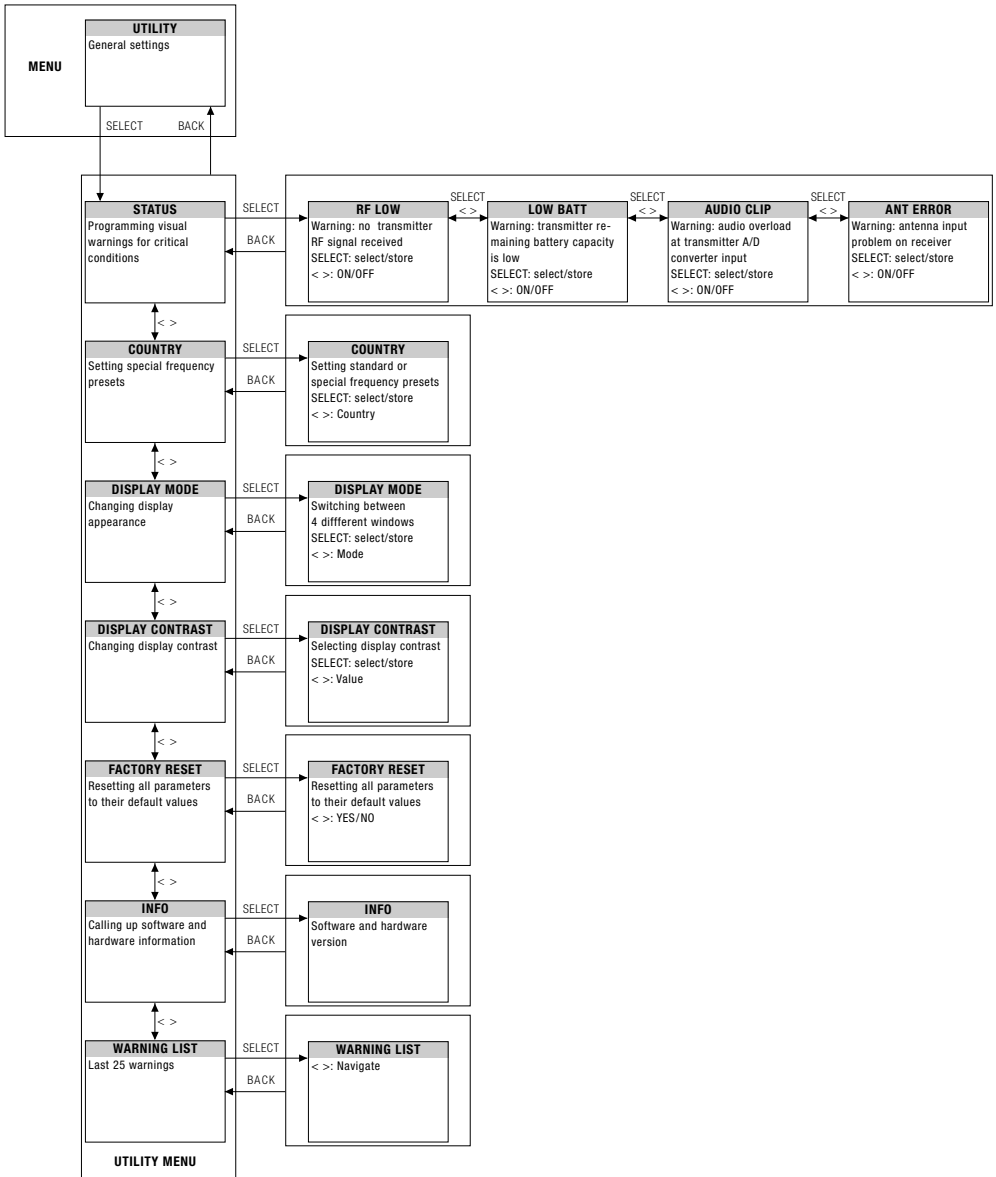 UTILITY
General settings
MENU
SELECT BACK
STATUS
Programming visual
warnings for critical
conditions
SELECT
BACK
RF LOW
Warning: no transmitter
RF signal received
SELECT: select/store
< >: ON/OFF
SELECT
< >
LOW BATT
Warning: transmitter re-
maining battery capacity
is low
SELECT: select/store
< >: ON/OFF
SELECT
< >
AUDIO CLIP
Warning: audio overload
at transmitter A/D
converter input
SELECT: select/store
< >: ON/OFF
SELECT
< >
ANT ERROR
Warning: antenna input
problem on receiver
SELECT: select/store
< >: ON/OFF
< >
COUNTRY
Setting special frequency
presets
SELECT
BACK
COUNTRY
Setting standard or
special frequency presets
SELECT: select/store
< >: Country
< >
DISPLAY MODE
Changing display
appearance
SELECT
BACK
DISPLAY MODE
Switching between
4 diffferent windows
SELECT: select/store
< >: Mode
< >
DISPLAY CONTRAST
Changing display contrast
SELECT
BACK
DISPLAY CONTRAST
Selecting display contrast
SELECT: select/store
< >: Value
< >
FACTORY RESET
Resetting all parameters
to their default values
SELECT
BACK
FACTORY RESET
Resetting all parameters
to their default values
< >: YES/NO
< >
INFO
Calling up software and
hardware information
SELECT
BACK
INFO
Software and hardware
version
< >
WARNING LIST
Last 25 warnings
SELECT
BACK
WARNING LIST
< >: Navigate
UTILITY MENU